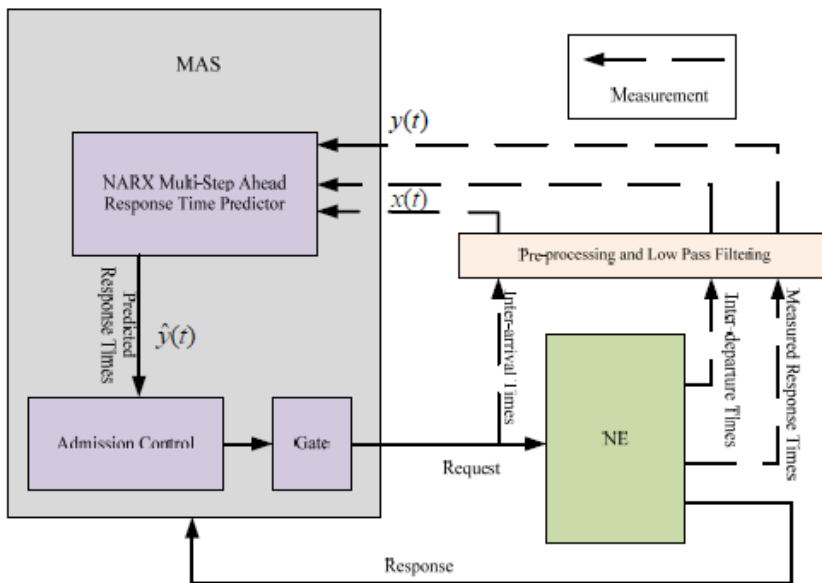 MAS
Measurement
y(t)
NARX Multi-Step Ahead
Response Time Predictor
x(t)
Pre-processing and Low Pass Filtering
Predicted
Response Times
ŷ(t)
Inter-arrival Times
Inter-departure Times
Measured Response Times
Admission Control
Gate
NE
Request
Response